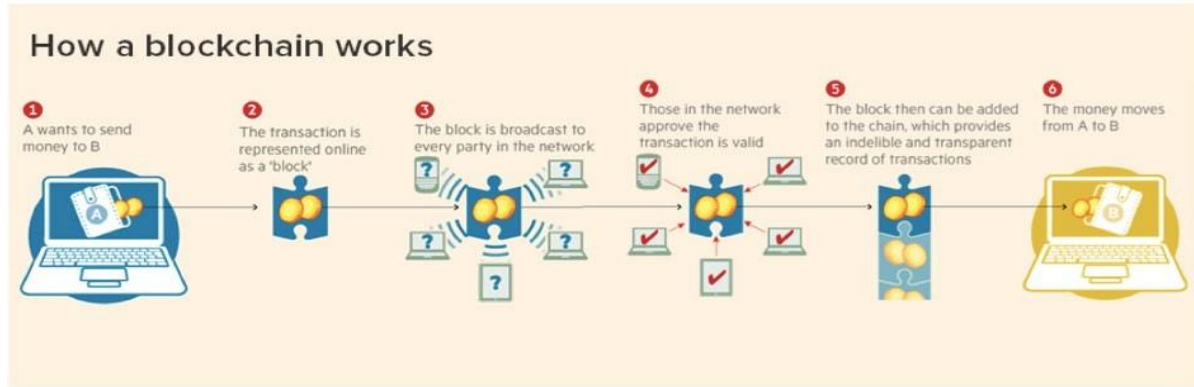 How a blockchain works
1
A wants to send
money to B
2
The transaction is
represented online
as a 'block'
3
The block is broadcast to
every party in the network
4
Those in the network
approve the
transaction is valid
5
The block then can be added
to the chain, which provides
an indelible and transparent
record of transactions
6
The money moves
from A to B
A
?
?
?
?
?
B